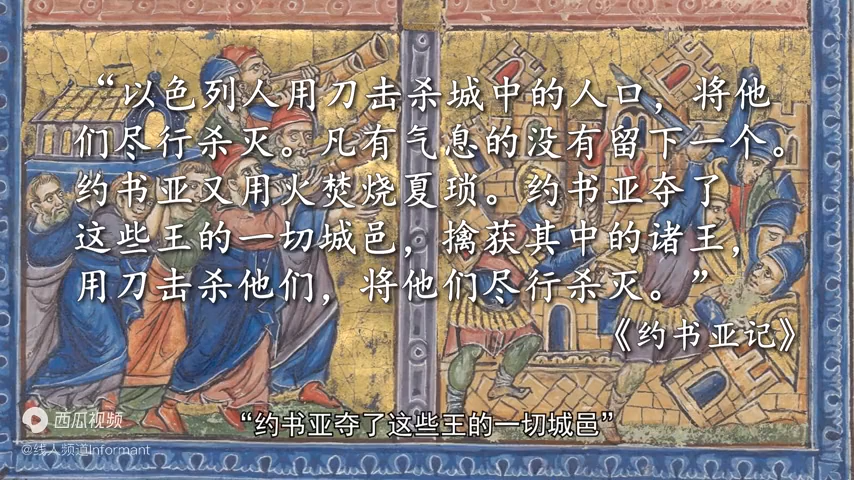 “以色列人用刀击杀城中的人口，将他
们尽行杀灭。凡有气息的没有留下一个。
约书亚又用火焚烧夏琐。约书亚夺了
这些王的一切城邑，擒获其中的诸王，
用刀击杀他们，将他们尽行杀灭。”
《约书亚记》
“约书亚夺了这些王的一切城邑”
西瓜视频
@线人频道Informant